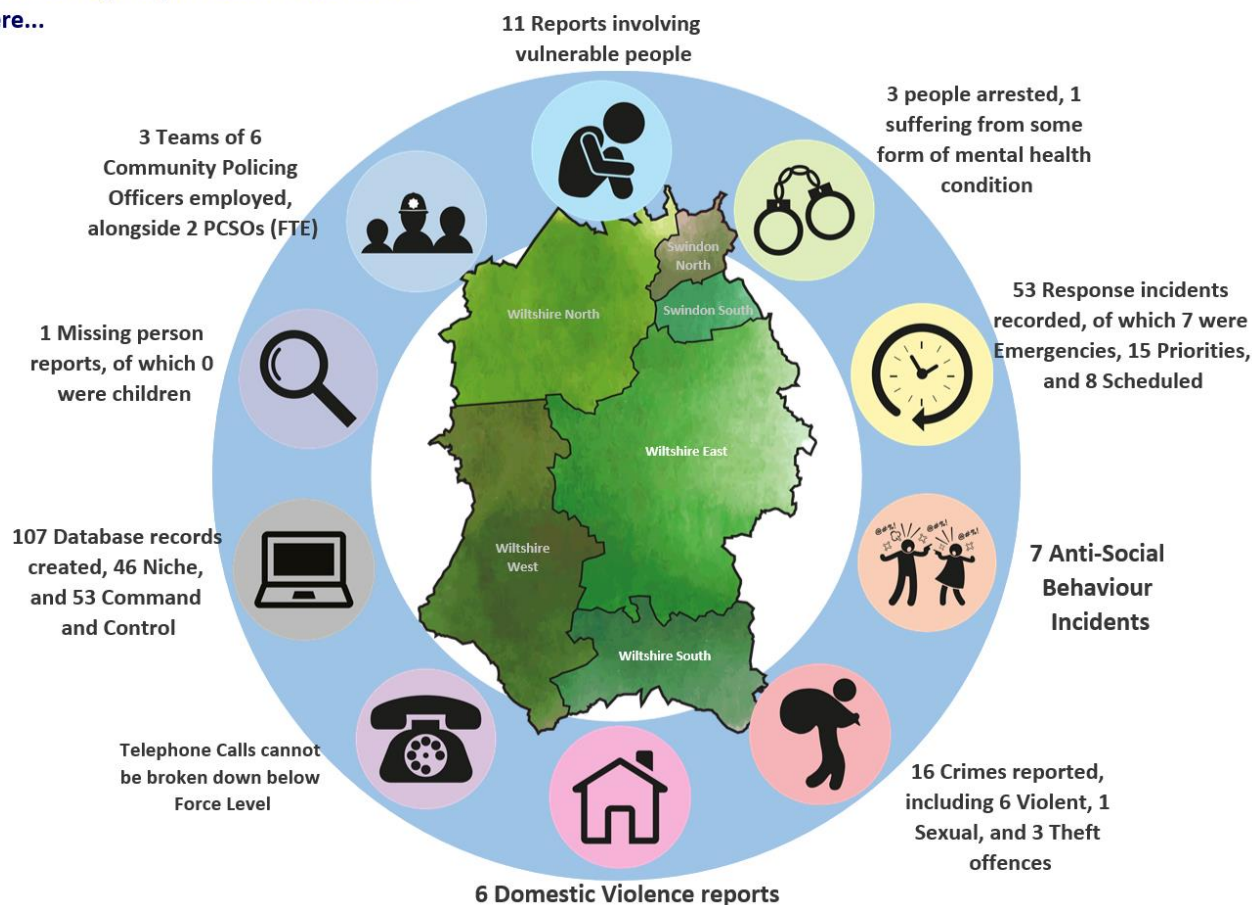 ere...
11 Reports involving
vulnerable people
3 people arrested, 1
suffering from some
form of mental health
condition
53 Response incidents
recorded, of which 7 were
Emergencies, 15 Priorities,
and 8 Scheduled
7 Anti-Social
Behaviour
Incidents
16 Crimes reported,
including 6 Violent, 1
Sexual, and 3 Theft
offences
6 Domestic Violence reports
Telephone Calls cannot
be broken down below
Force Level
107 Database records
created, 46 Niche,
and 53 Command
and Control
1 Missing person
reports, of which 0
were children
3 Teams of 6
Community Policing
Officers employed,
alongside 2 PCSOs (FTE)
Swindon
North
Swindon South
Wiltshire North
Wiltshire East
Wiltshire
West
Wiltshire South
@#%!
@#%!
@#%!